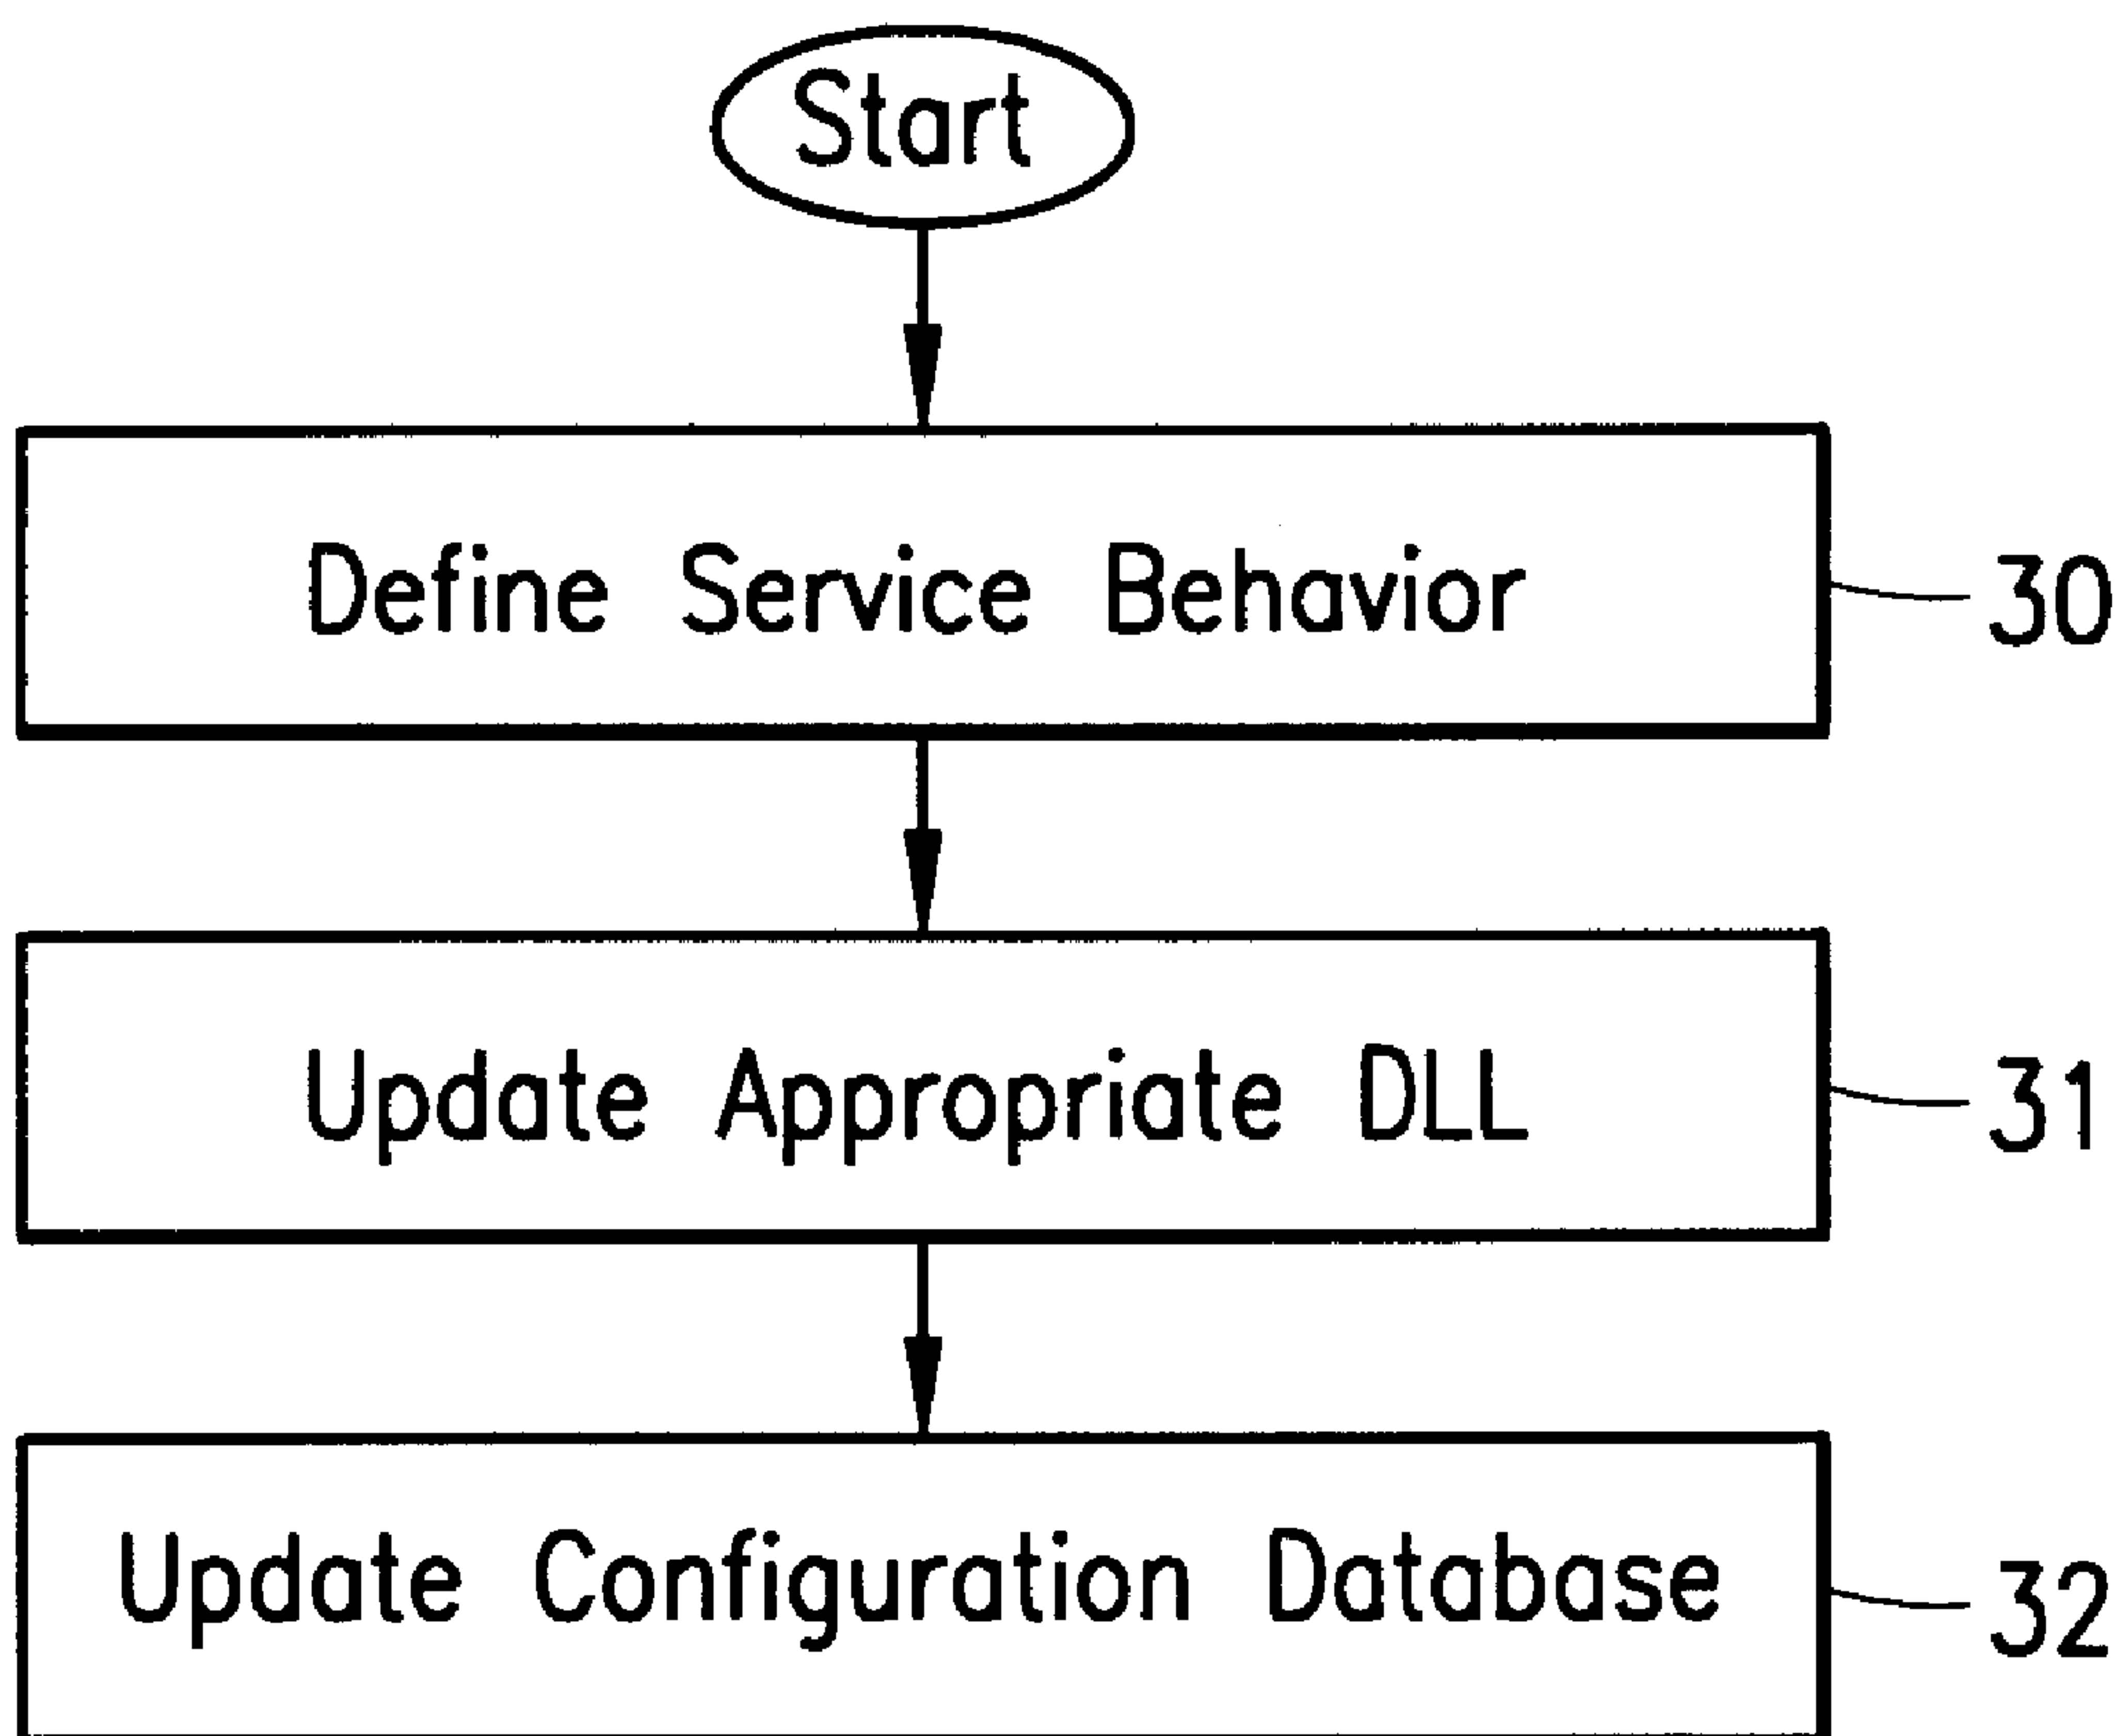 Start
Define Service Behavior
30
Update Appropriate DLL
31
Update Configuration Database
32